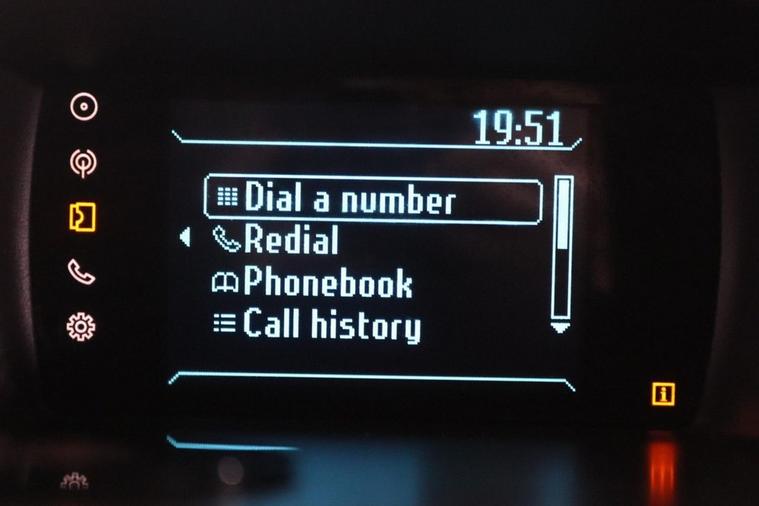 19:51
Dial a number
Redial
Phonebook
Call history
i